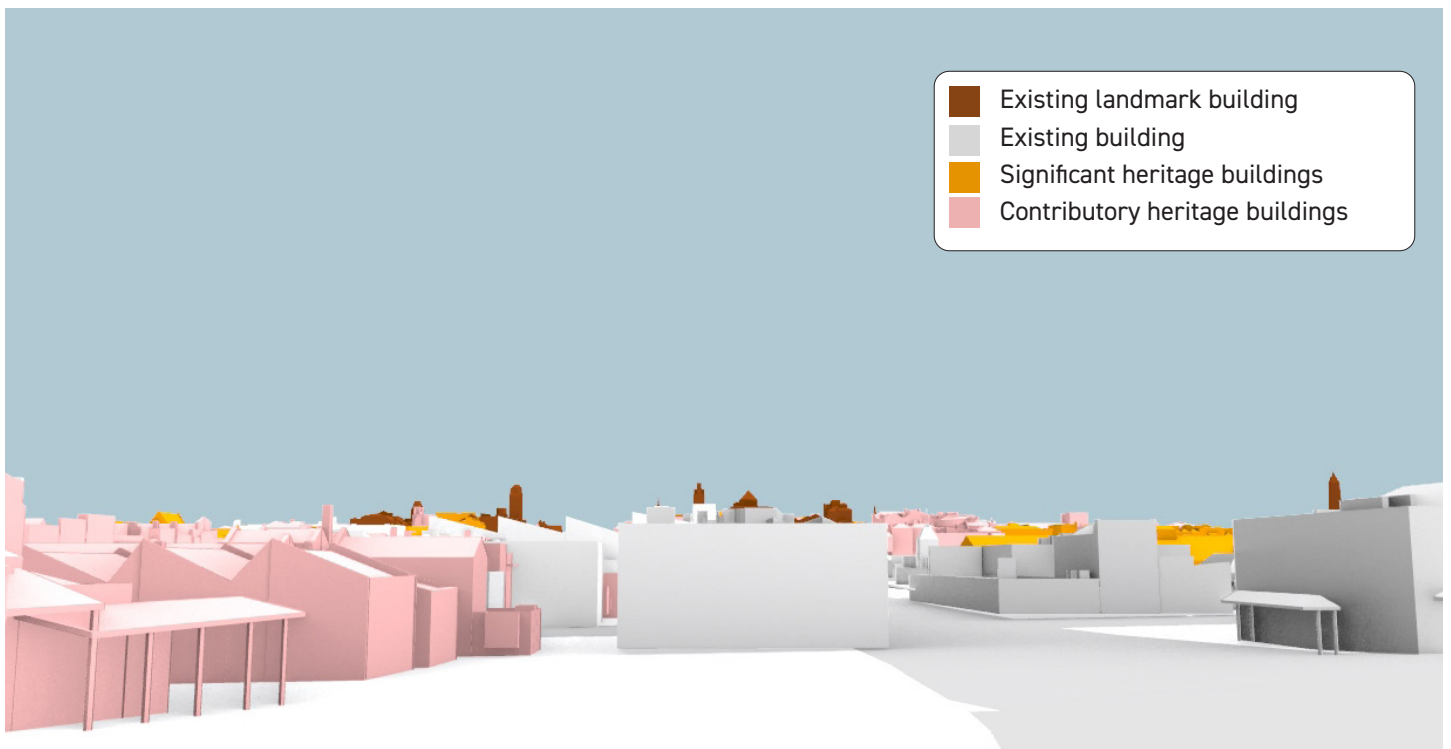 Existing landmark building
Existing building
Significant heritage buildings
Contributory heritage buildings